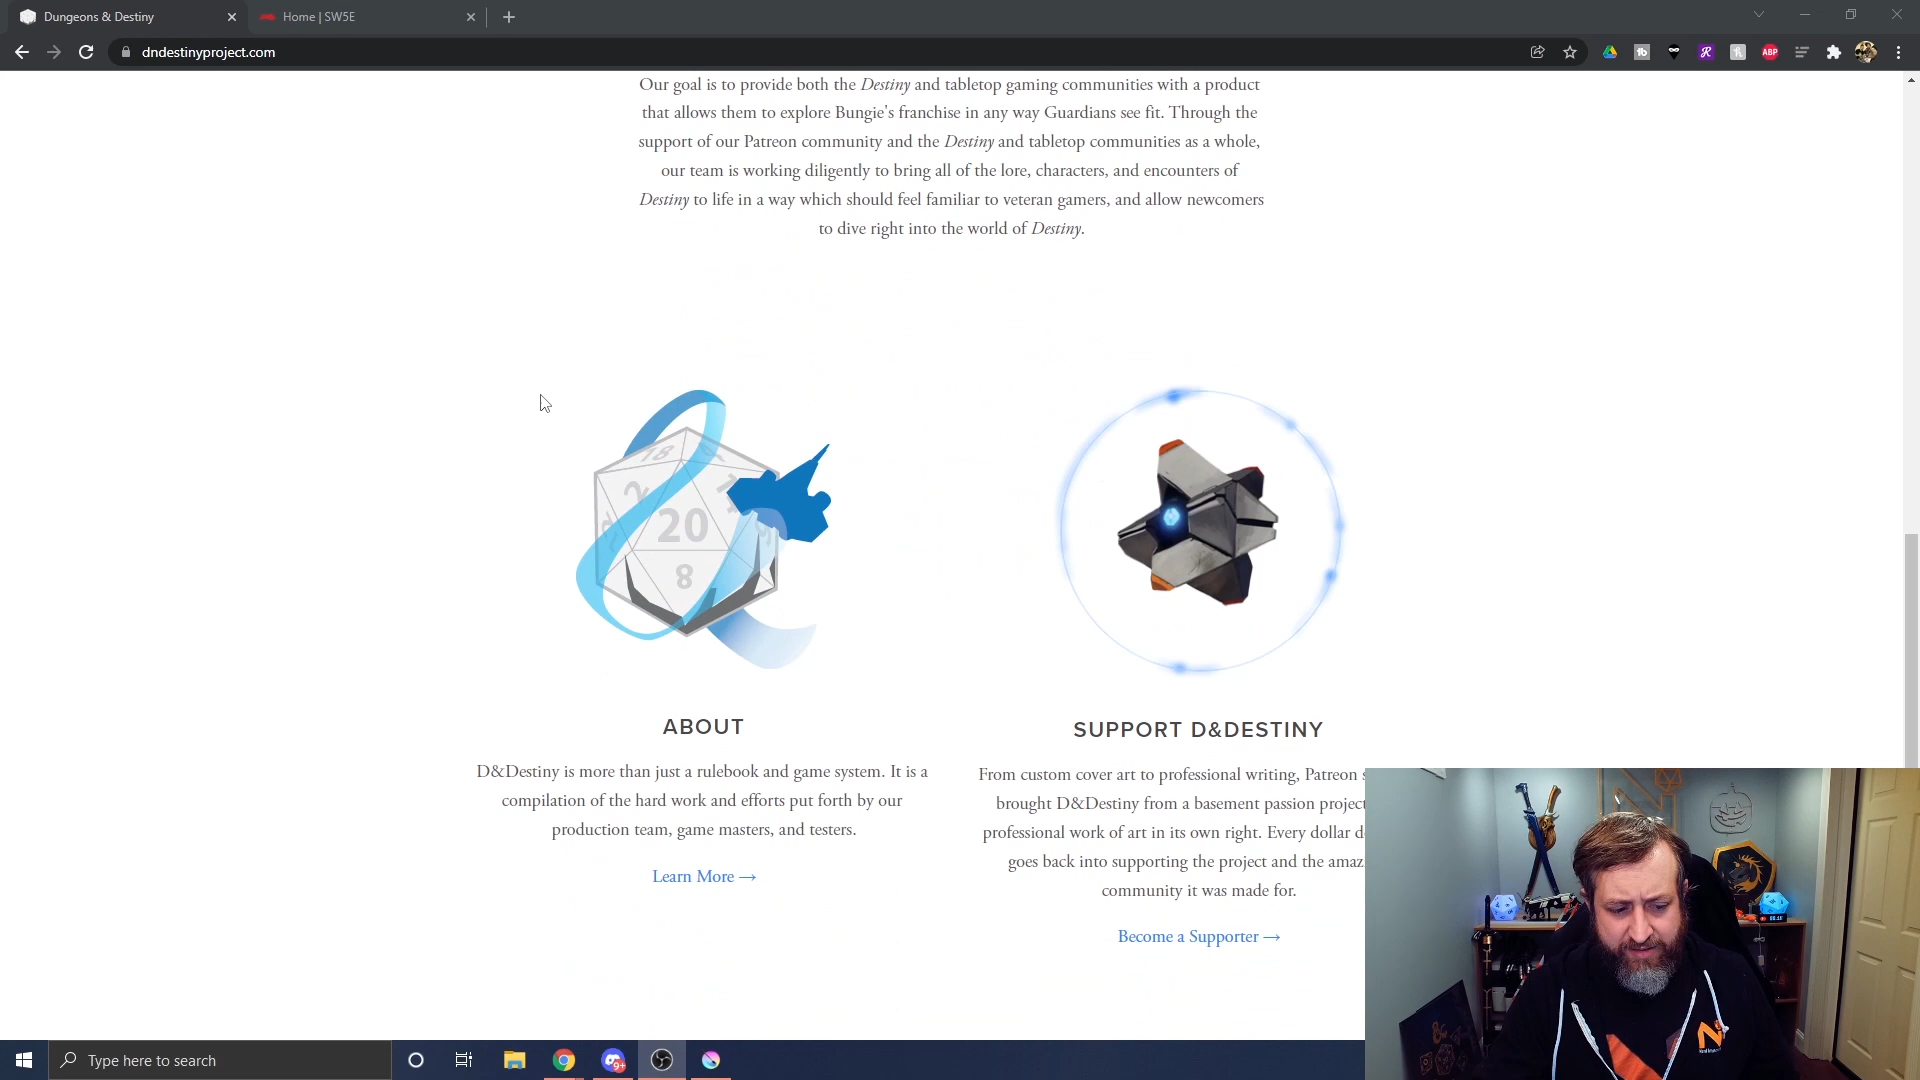 Dungeons & Destiny
Home | SW5E
dndestinyproject.com
ABP
Our goal is to provide both the Destiny and tabletop gaming communities with a product
that allows them to explore Bungie's franchise in any way Guardians see fit. Through the
support of our Patreon community and the Destiny and tabletop communities as a whole,
our team is working diligently to bring all of the lore, characters, and encounters of
Destiny to life in a way which should feel familiar to veteran gamers, and allow newcomers
to dive right into the world of Destiny.
18
20
8
ABOUT
D&Destiny is more than just a rulebook and game system. It is a
compilation of the hard work and efforts put forth by our
production team, game masters, and testers.
Learn More →
SUPPORT D&DESTINY
From custom cover art to professional writing, Patreon s
brought D&Destiny from a basement passion project
professional work of art in its own right. Every dollar d
goes back into supporting the project and the amaz
community it was made for.
Become a Supporter →
Type here to search
9+